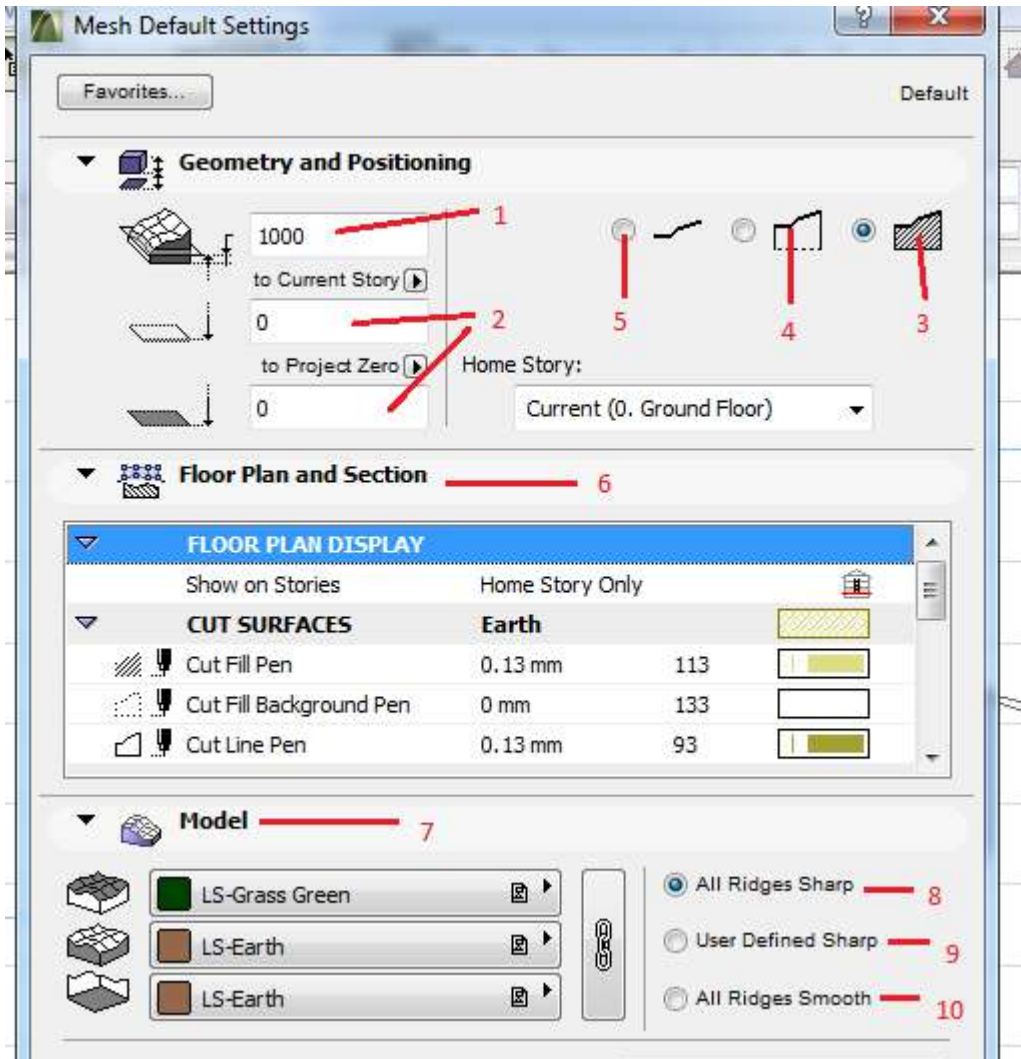 Mesh Default Settings
?
X
Favorites...
Default
Geometry and Positioning
1000
1
to Current Story
0
2
5
4
3
to Project Zero
Home Story:
0
Current (0. Ground Floor)
Floor Plan and Section
6
FLOOR PLAN DISPLAY
Show on Stories Home Story Only
CUT SURFACES Earth
Cut Fill Pen 0.13 mm 113
Cut Fill Background Pen 0 mm 133
Cut Line Pen 0.13 mm 93
Model
7
LS-Grass Green
All Ridges Sharp
8
LS-Earth
User Defined Sharp
9
LS-Earth
All Ridges Smooth
10